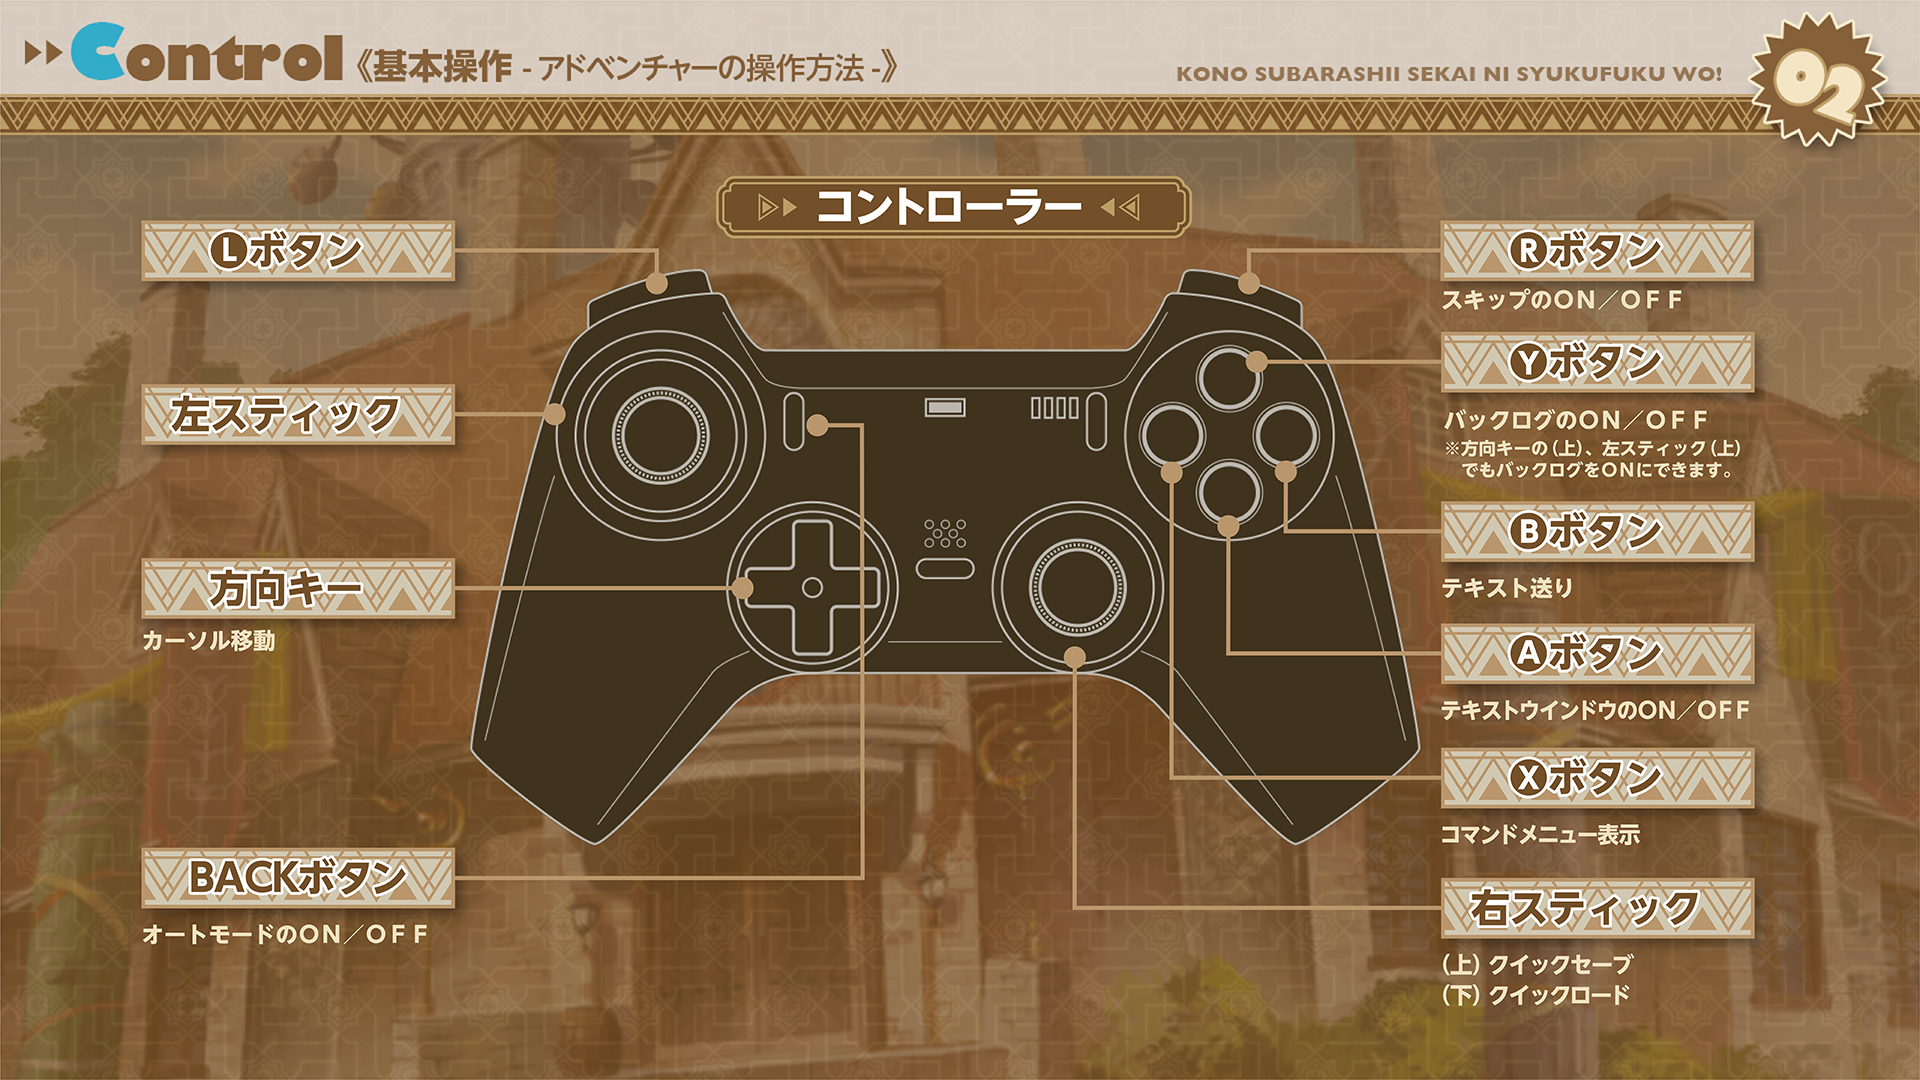 Control《基本操作 - アドベンチャーの操作方法 -》
KONO SUBARASHII SEKAI NI SYUKUFUKU WO!
02
コントローラー
Lボタン
左スティック
方向キー
カーソル移動
BACKボタン
オートモードのON／OFF
Rボタン
スキップのON／OFF
Yボタン
バックログのON／OFF
※方向キーの（上）、左スティック（上）
でもバックログをONにできます。
Bボタン
テキスト送り
Aボタン
テキストウインドウのON／OFF
Xボタン
コマンドメニュー表示
右スティック
（上）クイックセーブ
（下）クイックロード